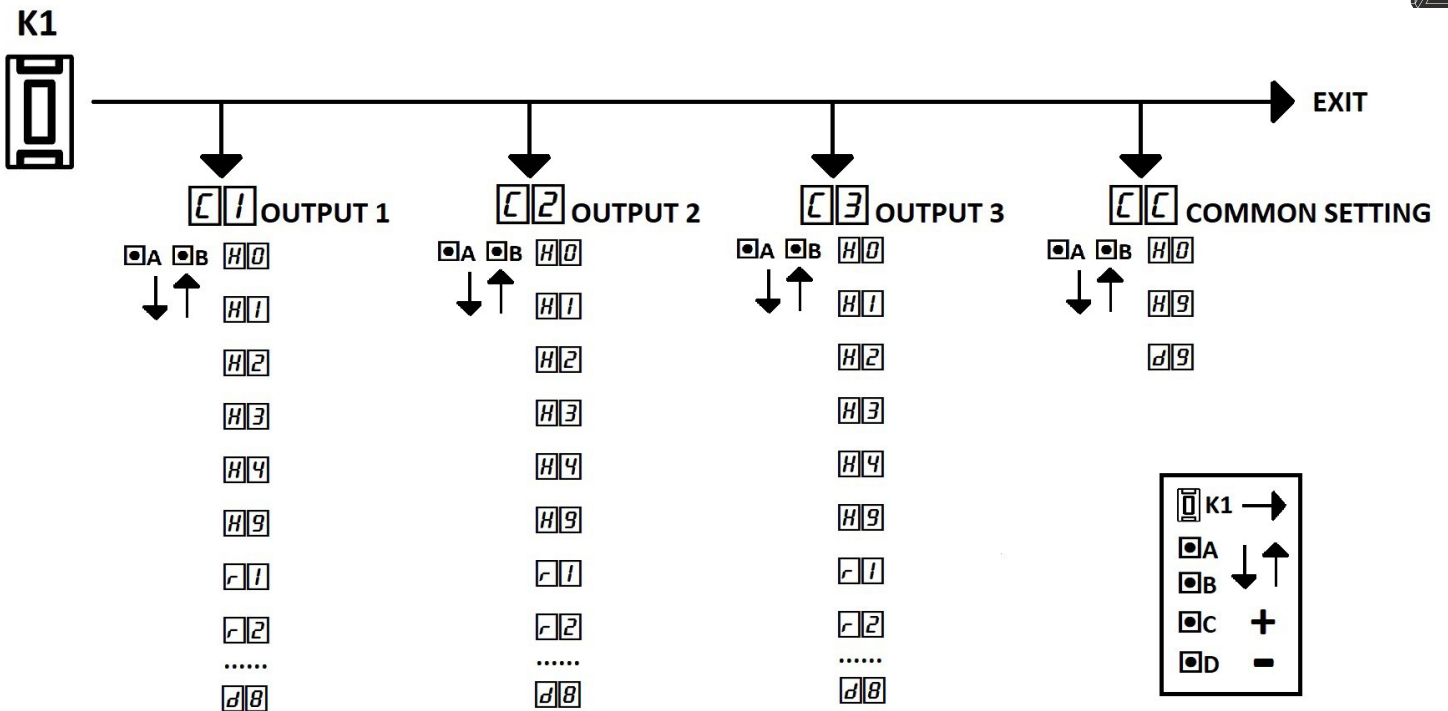 K1
EXIT
C1 OUTPUT 1
C2 OUTPUT 2
C3 OUTPUT 3
CC COMMON SETTING
A B H0
A B H0
A B H0
A B H0
H1
H1
H1
H9
H2
H2
H2
d9
H3
H3
H3
H4
H4
H4
H9
H9
H9
r1
r1
r1
r2
r2
r2
......
......
......
d8
d8
d8
K1
A
B
C +
D -